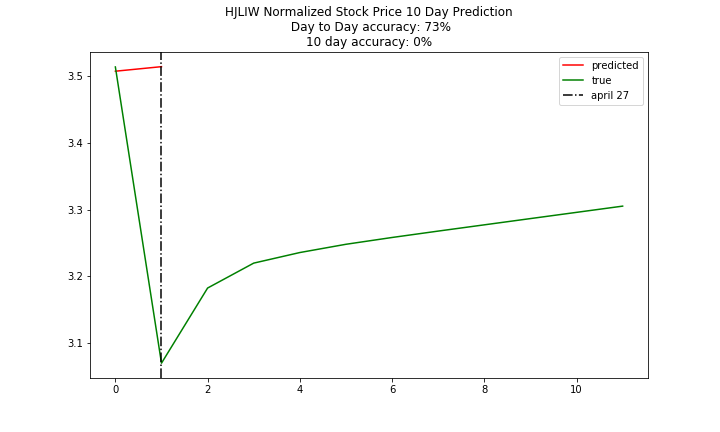 HJLIW Normalized Stock Price 10 Day Prediction
Day to Day accuracy: 73%
10 day accuracy: 0%
predicted
true
april 27
3.5
3.4
3.3
3.2
3.1
0 2 4 6 8 10